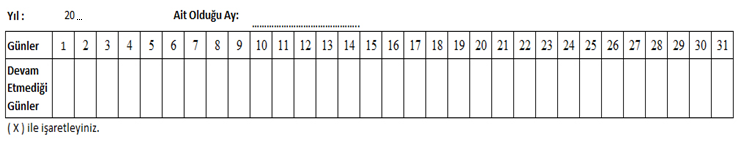 Yıl : 20... Ait Olduğu Ay: ..........................................
Günler 1 2 3 4 5 6 7 8 9 10 11 12 13 14 15 16 17 18 19 20 21 22 23 24 25 26 27 28 29 30 31
Devam
Etmediği
Günler
( X ) ile işaretleyiniz.